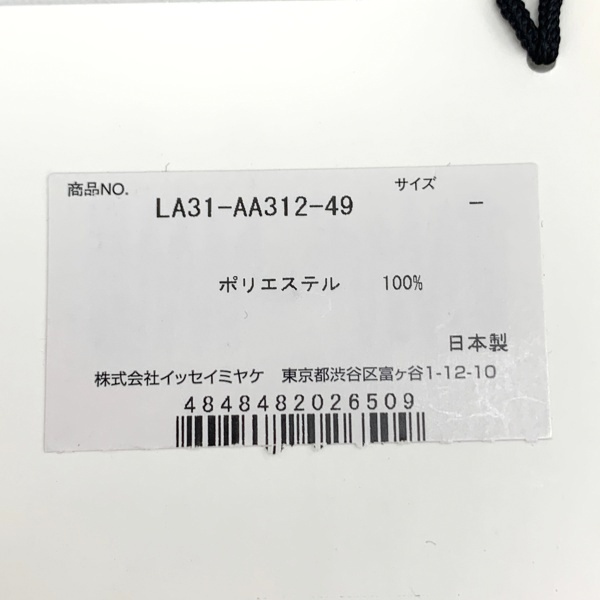 商品NO. サイズ
LA31-AA312-49 −
ポリエステル 100%
日本製
株式会社イッセイミヤケ 東京都渋谷区富ヶ谷1-12-10
4848482026509